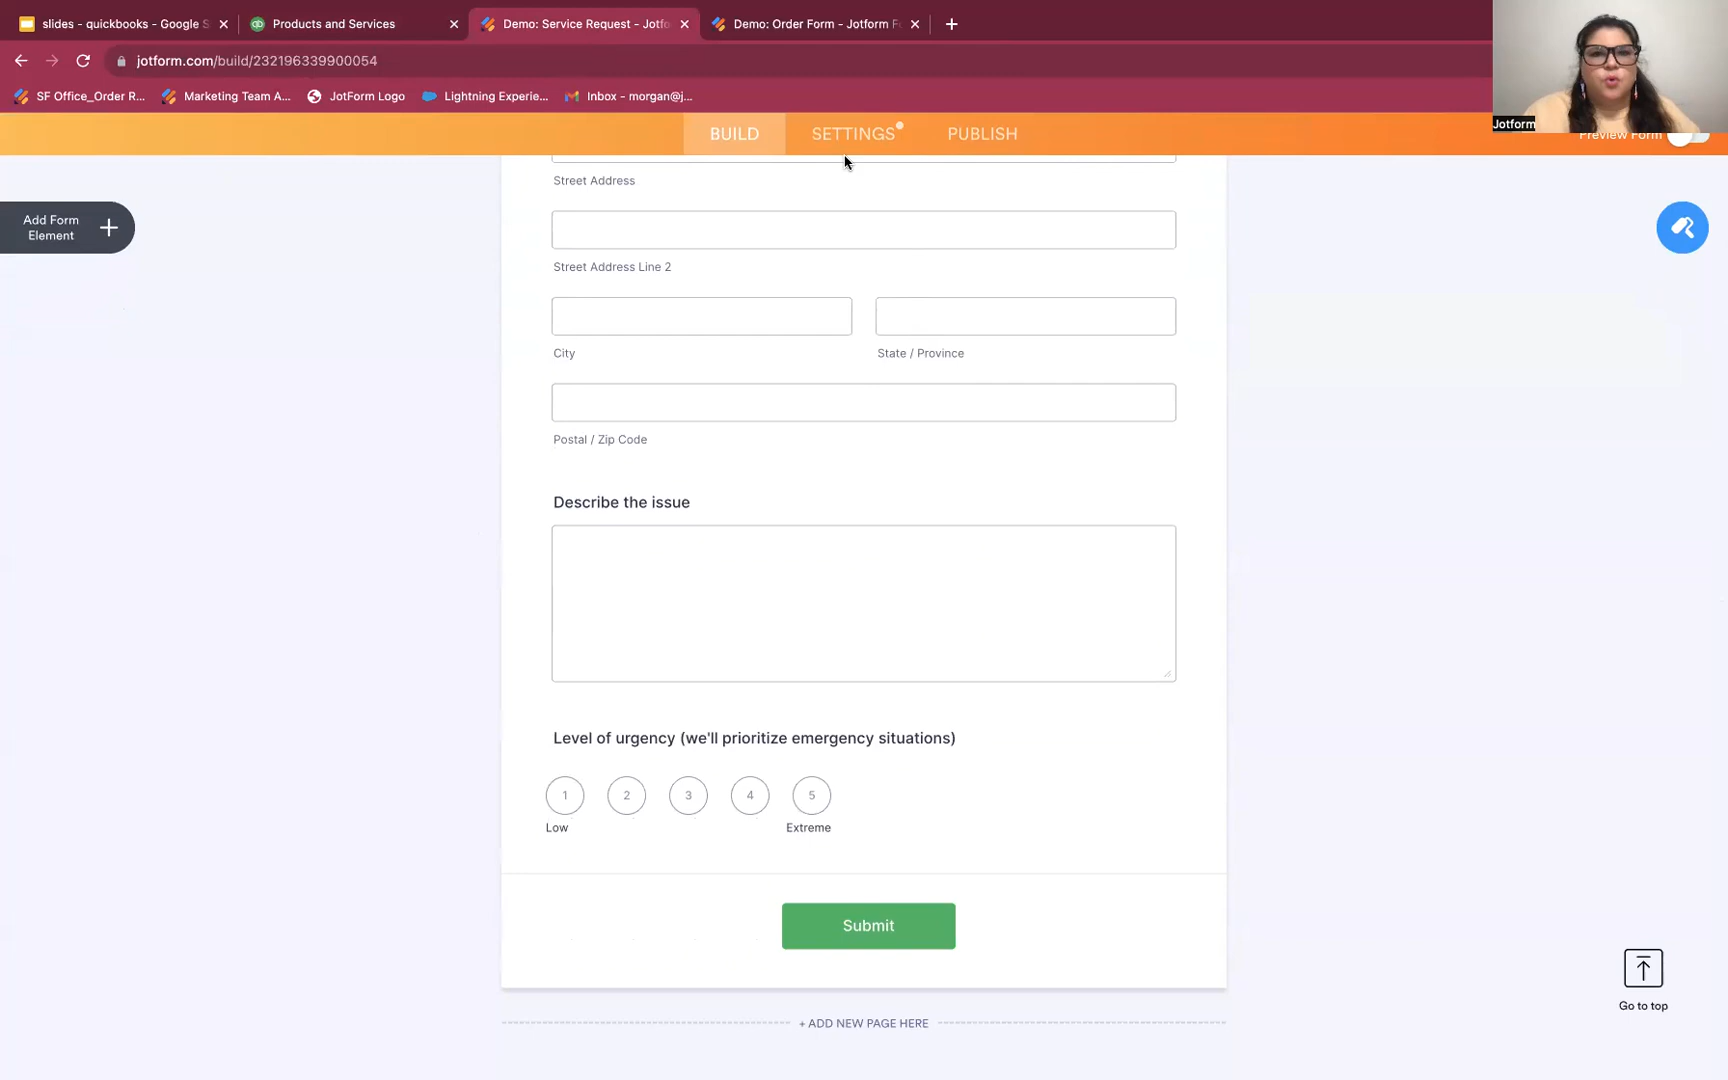 slides - quickbooks - Google S
Products and Services
Demo: Service Request - Jotfo
Demo: Order Form - Jotform Fo
jotform.com/build/232196339900054
SF Office_Order R...
Marketing Team A...
JotForm Logo
Lightning Experie...
Inbox - morgan@j...
Jotform
BUILD
SETTINGS
PUBLISH
Preview Form
Add Form
Element
Street Address
Street Address Line 2
City
State / Province
Postal / Zip Code
Describe the issue
Level of urgency (we'll prioritize emergency situations)
1
2
3
4
5
Low
Extreme
Submit
Go to top
+ ADD NEW PAGE HERE